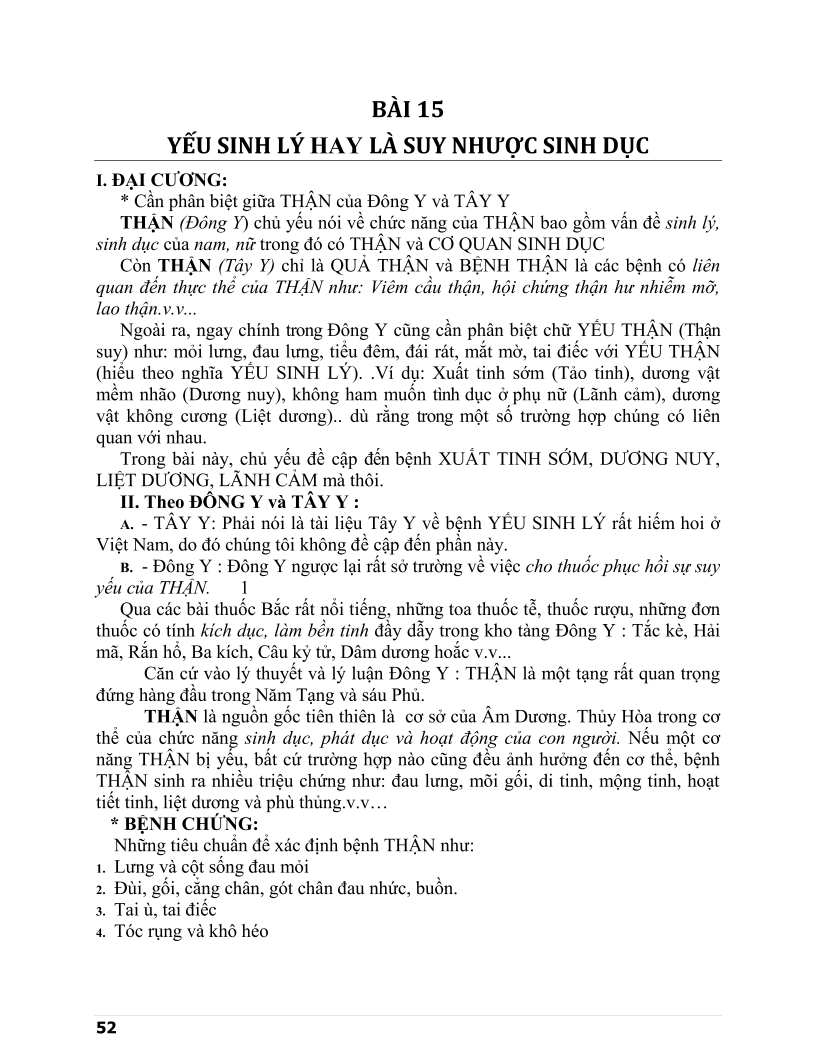 BÀI 15
YẾU SINH LÝ HAY LÀ SUY NHƯỢC SINH DỤC
I. ĐẠI CƯƠNG:
* Cần phân biệt giữa THẬN của Đông Y và TÂY Y
THẬN (Đông Y) chủ yếu nói về chức năng của THẬN bao gồm vấn đề sinh lý,
sinh dục của nam, nữ trong đó có THẬN và CƠ QUAN SINH DỤC
Còn THẬN (Tây Y) chỉ là QUẢ THẬN và BỆNH THẬN là các bệnh có liên
quan đến thực thể của THẬN như: Viêm cầu thận, hội chứng thận hư nhiễm mỡ,
lao thận.v.v...
Ngoài ra, ngay chính trong Đông Y cũng cần phân biệt chữ YẾU THẬN (Thận
suy) như: mỏi lưng, đau lưng, tiểu đêm, đái rát, mắt mờ, tai điếc với YẾU THẬN
(hiểu theo nghĩa YẾU SINH LÝ). .Ví dụ: Xuất tinh sớm (Tảo tinh), dương vật
mềm nhão (Dương nuy), không ham muốn tình dục ở phụ nữ (Lãnh cảm), dương
vật không cương (Liệt dương).. dù rằng trong một số trường hợp chúng có liên
quan với nhau.
Trong bài này, chủ yếu đề cập đến bệnh XUẤT TINH SỚM, DƯƠNG NUY,
LIỆT DƯƠNG, LÃNH CẢM mà thôi.
II. Theo ĐÔNG Y và TÂY Y :
A. - TÂY Y: Phải nói là tài liệu Tây Y về bệnh YẾU SINH LÝ rất hiếm hoi ở
Việt Nam, do đó chúng tôi không đề cập đến phần này.
B. - Đông Y : Đông Y ngược lại rất sở trường về việc cho thuốc phục hồi sự suy
yếu của THẬN. 1
Qua các bài thuốc Bắc rất nổi tiếng, những toa thuốc tễ, thuốc rượu, những đơn
thuốc có tính kích dục, làm bền tinh đầy dẫy trong kho tàng Đông Y : Tắc kè, Hải
mã, Rắn hổ, Ba kích, Câu kỷ tử, Dâm dương hoắc v.v...
Căn cứ vào lý thuyết và lý luận Đông Y : THẬN là một tạng rất quan trọng
đứng hàng đầu trong Năm Tạng và sáu Phủ.
THẬN là nguồn gốc tiên thiên là cơ sở của Âm Dương. Thủy Hòa trong cơ
thể của chức năng sinh dục, phát dục và hoạt động của con người. Nếu một cơ
năng THẬN bị yếu, bất cứ trường hợp nào cũng đều ảnh hưởng đến cơ thể, bệnh
THẬN sinh ra nhiều triệu chứng như: đau lưng, mõi gối, di tinh, mộng tinh, hoạt
tiết tinh, liệt dương và phù thủng.v.v…
* BỆNH CHỨNG:
Những tiêu chuẩn để xác định bệnh THẬN như:
1. Lưng và cột sống đau mỏi
2. Đùi, gối, cẳng chân, gót chân đau nhức, buồn.
3. Tai ù, tai điếc
4. Tóc rụng và khô héo
52